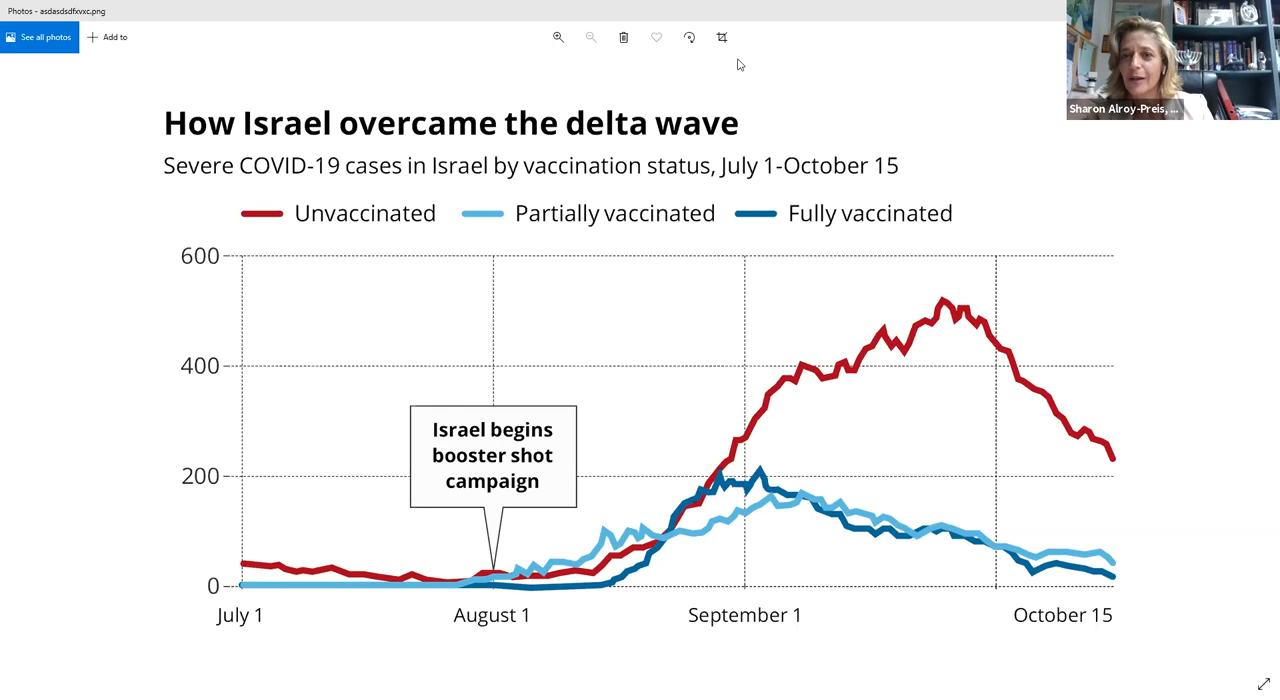 Photos - asdasdsdfxvxc.png
See all photos
Add to
Sharon Alroy-Preis, ...
How Israel overcame the delta wave
Severe COVID-19 cases in Israel by vaccination status, July 1-October 15
Unvaccinated Partially vaccinated Fully vaccinated
600
400
Israel begins
booster shot
campaign
200
0
July 1 August 1 September 1 October 15